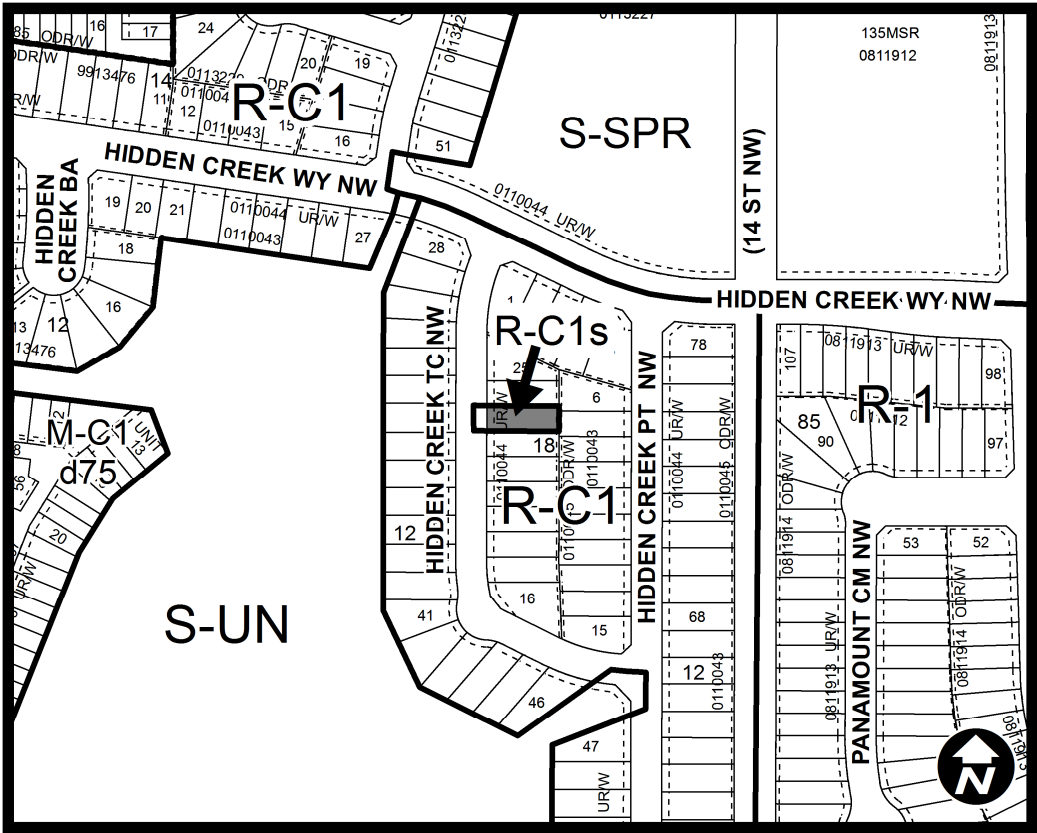 85
ODR/W
16
17
24
0113227
135MSR
0811912
0811913
ODR/W
9913476
14
11
20
19
R/W
12
0110043
15
16
R-C1
51
S-SPR
HIDDEN CREEK WY NW
HIDDEN
CREEK BA
19
20
21
0110044
UR/W
0110043
27
18
16
12
13
13476
0110044 UR/W
(14 ST NW)
HIDDEN CREEK WY NW
28
R-C1s
HIDDEN CREEK TC NW
HIDDEN CREEK PT NW
UR/W
6
18
0110044
ODR/W
0110043
R-C1
12
16
15
41
46
47
UR/W
78
UR/W
ODR/W
0110044
0110045
68
12
0110043
107
0811913 UR/W
98
R-1
85
90
97
ODR/W
0811914
53
52
PANAMOUNT CM NW
ODR/W
0811914
UR/W
0811913
M-C1
d75
UNIT
13
56
20
UR/W
S-UN
N